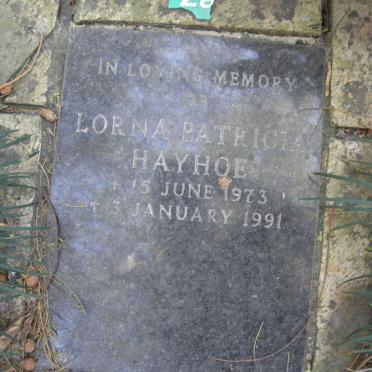 IN LOVING MEMORY
OF
LORNA PATRICIA
HAYHOE
+ 15 JUNE 1973
† 3 JANUARY 1991